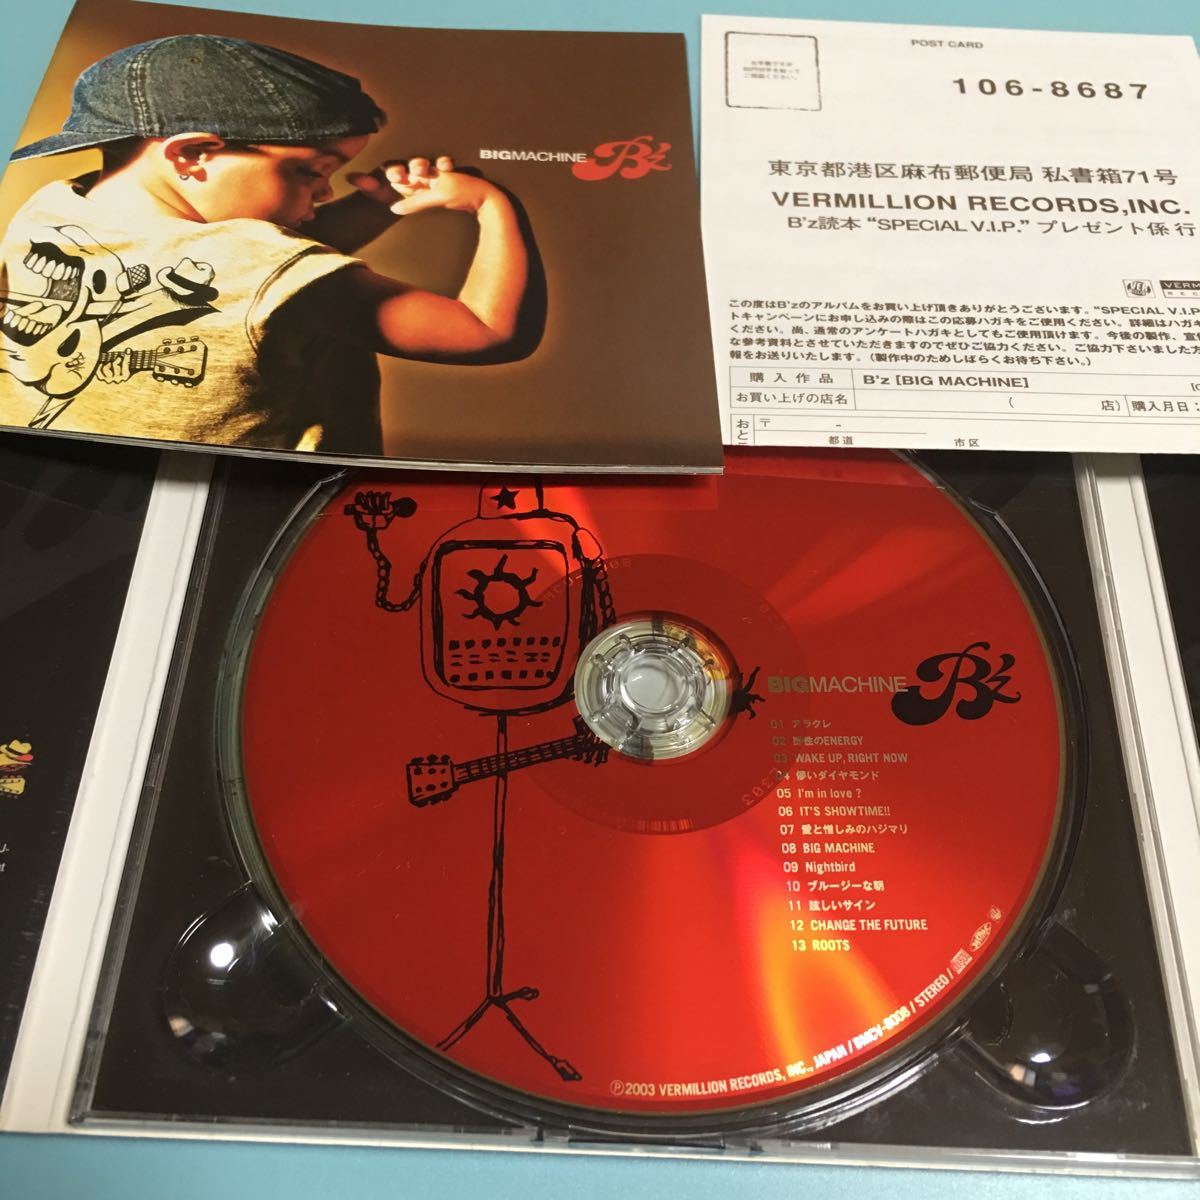 BIGMACHINE B'z
POST CARD
106-8687
東京都港区麻布郵便局 私書箱71号
VERMILLION RECORDS,INC.
B'z読本 “SPECIAL V.I.P.” プレゼント係 行
この度はB'zのアルバムをお買い上げ頂きありがとうございます。“SPECIAL V.I.P
トキャンペーンにお申し込みの際はこの応募ハガキをご使用ください。詳細はハガキ
ください。尚、通常のアンケートハガキとしてもご使用頂けます。今後の製作、宣伝
な参考資料とさせていただきますのでぜひご協力ください。ご協力下さいました方
報をお送りいたします。(製作中のためしばらくお待ち下さい。)
購入作品 B'z [BIG MACHINE]
お買い上げの店名 ( 店) 購入月日:
〒 -
都道 市区
BIGMACHINE B'z
01 アラクレ
02 野性のENERGY
03 WAKE UP, RIGHT NOW
04 儚いダイヤモンド
05 I'm in love?
06 IT'S SHOWTIME!!
07 愛と憎しみのハジマリ
08 BIG MACHINE
09 Nightbird
10 ブルージーな朝
11 眩しいサイン
12 CHANGE THE FUTURE
13 ROOTS
Ⓟ2003 VERMILLION RECORDS, INC., JAPAN / BMCV-8008 / STEREO /